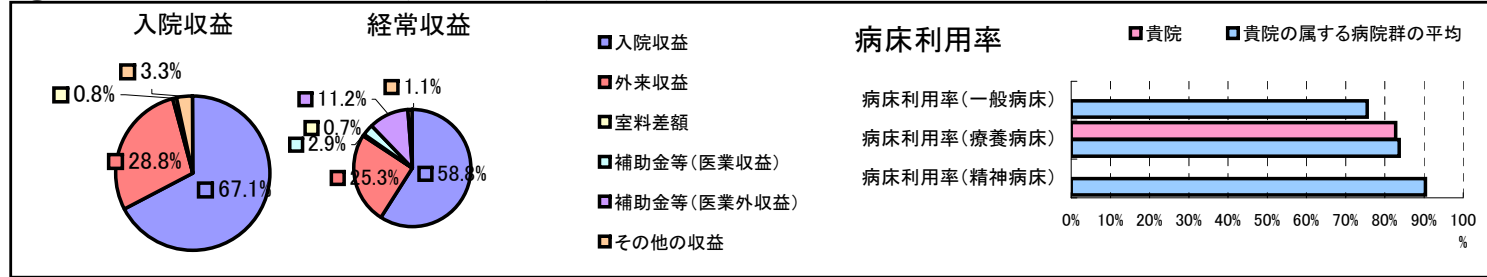 入院収益
67.1%
28.8%
0.8%
3.3%
経常収益
58.8%
25.3%
2.9%
0.7%
11.2%
1.1%
入院収益
外来収益
室料差額
補助金等(医業収益)
補助金等(医業外収益)
その他の収益
病床利用率
貴院
貴院の属する病院群の平均
病床利用率(一般病床)
病床利用率(療養病床)
病床利用率(精神病床)
0% 10% 20% 30% 40% 50% 60% 70% 80% 90% 100%